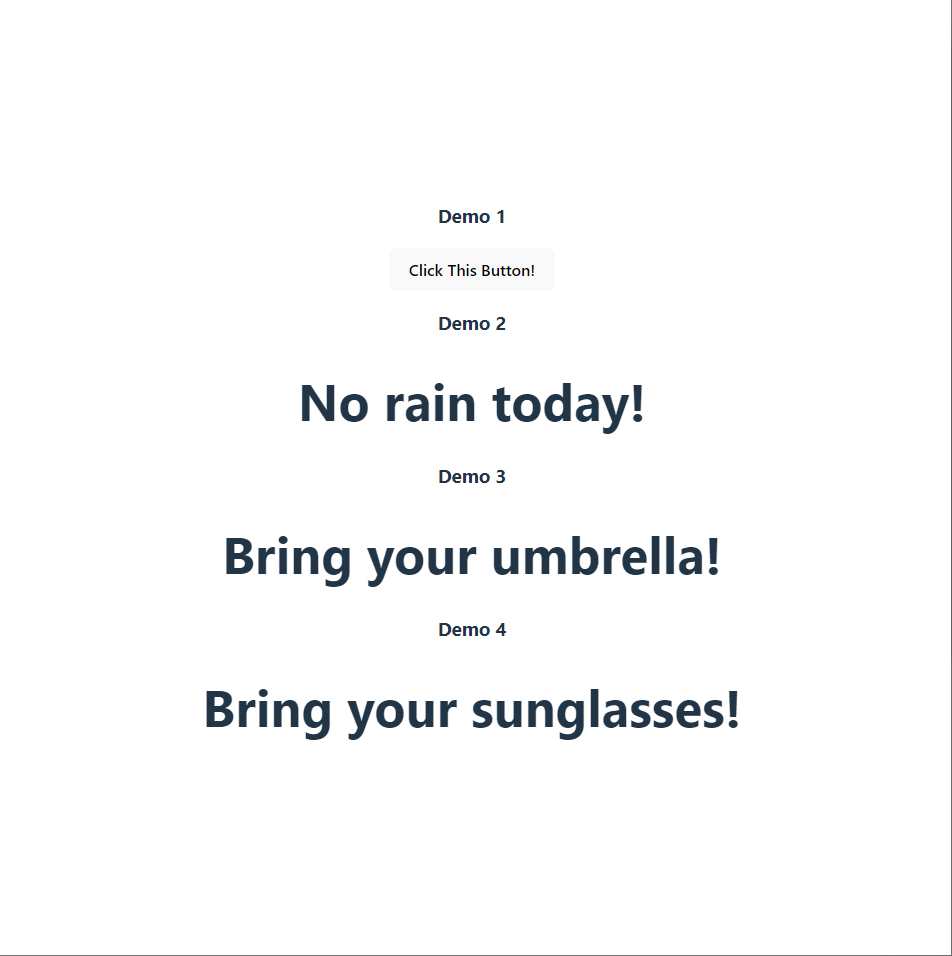 Demo 1
Click This Button!
Demo 2
No rain today!
Demo 3
Bring your umbrella!
Demo 4
Bring your sunglasses!